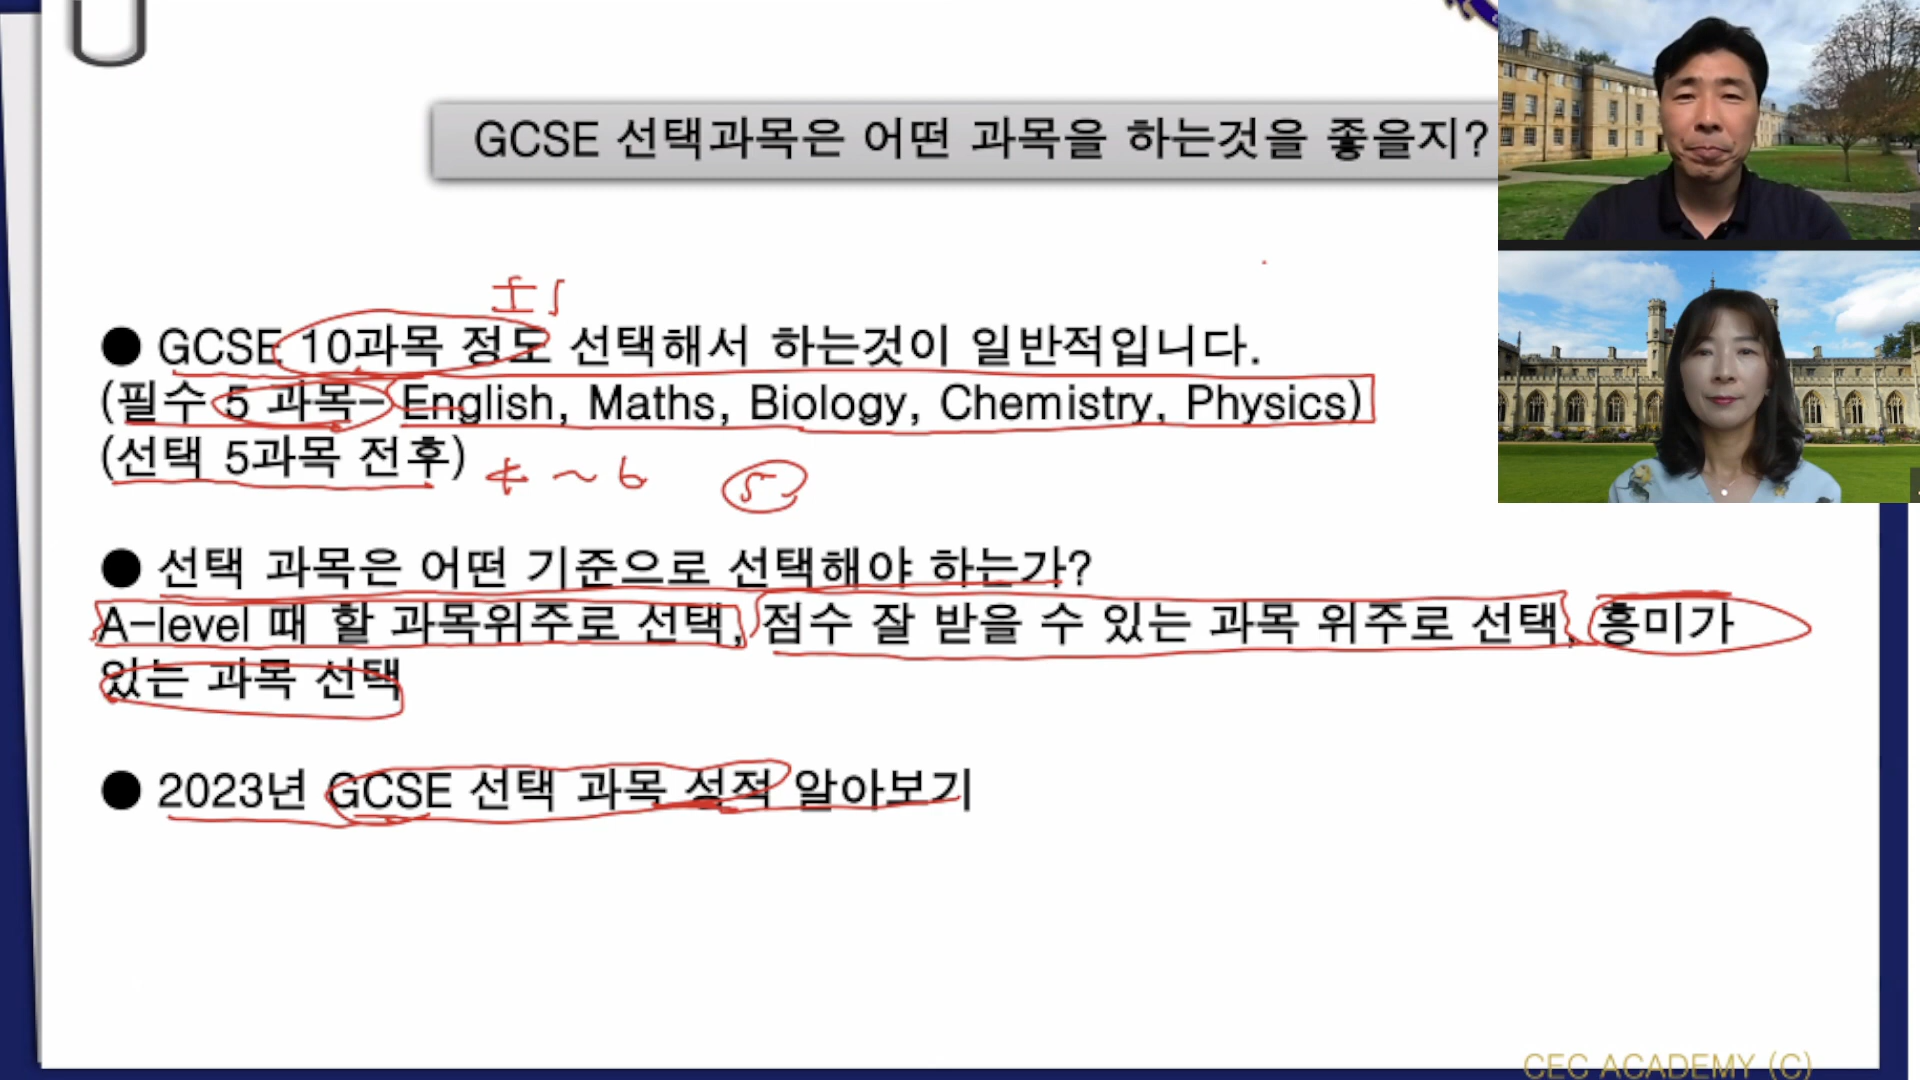 GCSE 선택과목은 어떤 과목을 하는것을 좋을지?
● GCSE 10과목 정도 선택해서 하는것이 일반적입니다.
(필수 5 과목- English, Maths, Biology, Chemistry, Physics)
(선택 5과목 전후)
~ 6
5
● 선택 과목은 어떤 기준으로 선택해야 하는가?
A-level 때 할 과목위주로 선택, 점수 잘 받을 수 있는 과목 위주로 선택, 흥미가
있는 과목 선택
● 2023년 GCSE 선택 과목 성적 알아보기
CEC ACADEMY (C)